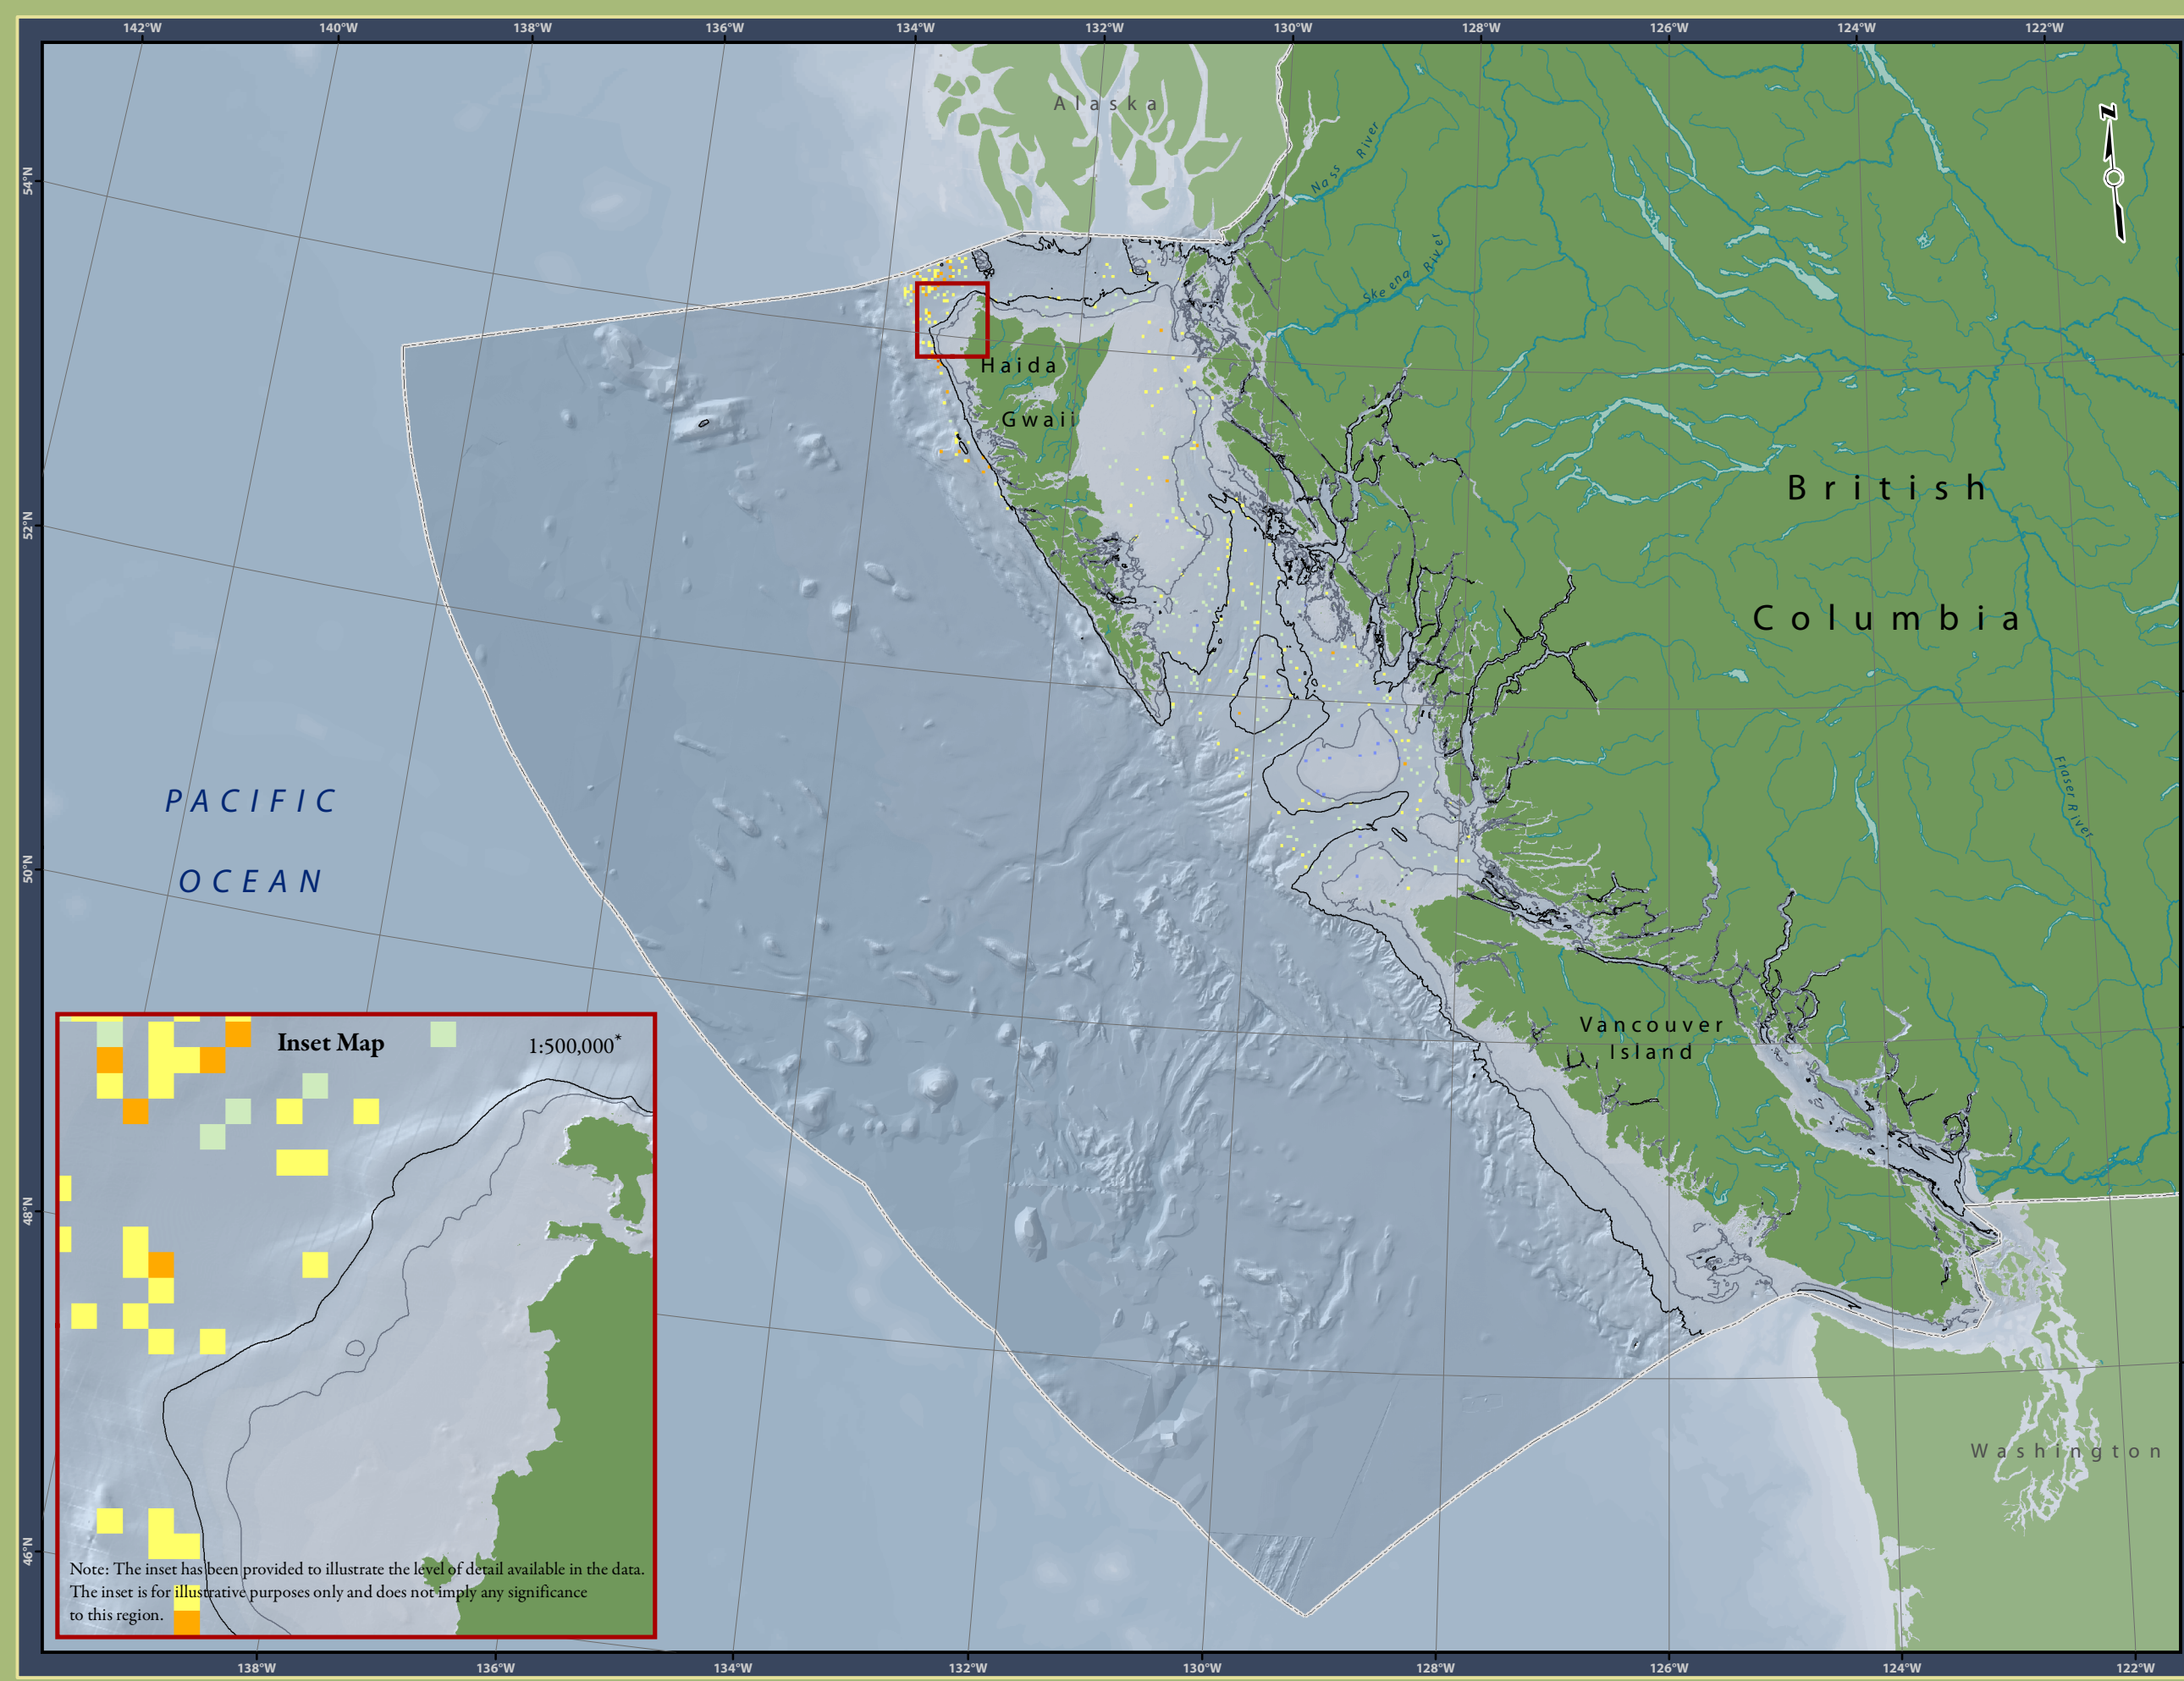 142°W 140°W 138°W 136°W 134°W 132°W 130°W 128°W 126°W 124°W 122°W
Alaska
N
Nass River
54°N
Skeena River
Haida
Gwaii
British
52°N
Columbia
PACIFIC
Fraser River
OCEAN
50°N
Vancouver
Island
Inset Map
1:500,000*
48°N
Washington
46°N
Note: The inset has been provided to illustrate the level of detail available in the data.
The inset is for illustrative purposes only and does not imply any significance
to this region.
138°W 136°W 134°W 132°W 130°W 128°W 126°W 124°W 122°W